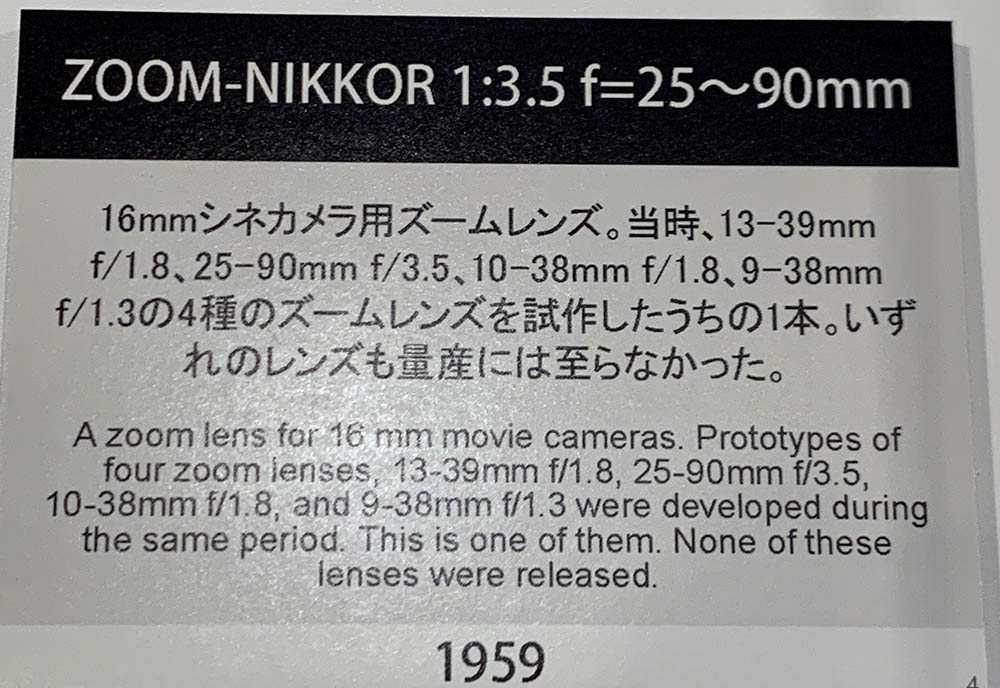 ZOOM-NIKKOR 1:3.5 f=25～90mm
16mmシネカメラ用ズームレンズ。当時、13-39mm
f/1.8、25-90mm f/3.5、10-38mm f/1.8、9-38mm
f/1.3の4種のズームレンズを試作したうちの1本。いず
れのレンズも量産には至らなかった。
A zoom lens for 16 mm movie cameras. Prototypes of
four zoom lenses, 13-39mm f/1.8, 25-90mm f/3.5,
10-38mm f/1.8, and 9-38mm f/1.3 were developed during
the same period. This is one of them. None of these
lenses were released.
1959
4